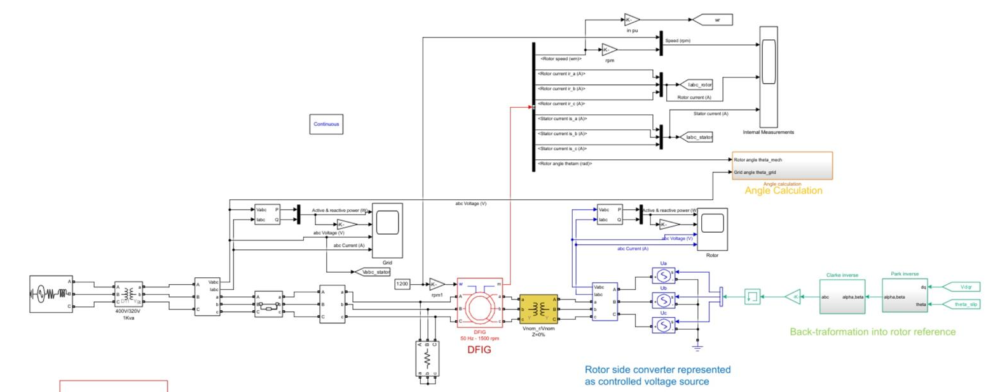 -K-
in pu
wr
Speed (rpm)
<Rotor speed (wm)>
-K-
rpm
<Rotor current ir_a (A)>
Iabc_rotor
<Rotor current ir_b (A)>
Rotor current (A)
<Rotor current ir_c (A)>
Stator current (A)
<Stator current is_a (A)>
Continuous
Internal Measurements
<Stator current is_b (A)>
Iabc_stator
<Stator current is_c (A)>
Rotor angle theta_mech
<Rotor angle thetam (rad)>
Grid angle theta_grid
Angle calculation
Angle Calculation
abc Voltage (V)
Vabc
P
Iabc
Q
Active & reactive power (W)
-K-
abc Voltage (V)
abc Current (A)
Grid
Vabc_stator
Vabc
P
Iabc
Q
Active & reactive power (W)
-K-
abc Voltage (V)
abc Current (A)
Rotor
A
B
C
A
B
C
a
b
c
400V/320V
1Kva
A
B
C
Vabc
Iabc
a
b
c
A
B
C
a
b
c
A
B
C
a
b
c
A
B
C
a
b
c
1200
-K-
rpm1
w
m
A
B
C
a
b
c
DFIG
50 Hz - 1500 rpm
DFIG
a
b
c
A
B
C
Y
Y
Vnom_r/Vnom
Z=0%
Vabc
Iabc
a
b
c
A
B
C
Ua
s
+
-
Ub
s
+
-
Uc
s
+
-
-K-
Clarke inverse
abc
alpha,beta
Park inverse
alpha,beta
dq
theta
Vdqr
theta_slip
Back-traformation into rotor reference
Rotor side converter represented
as controlled voltage source